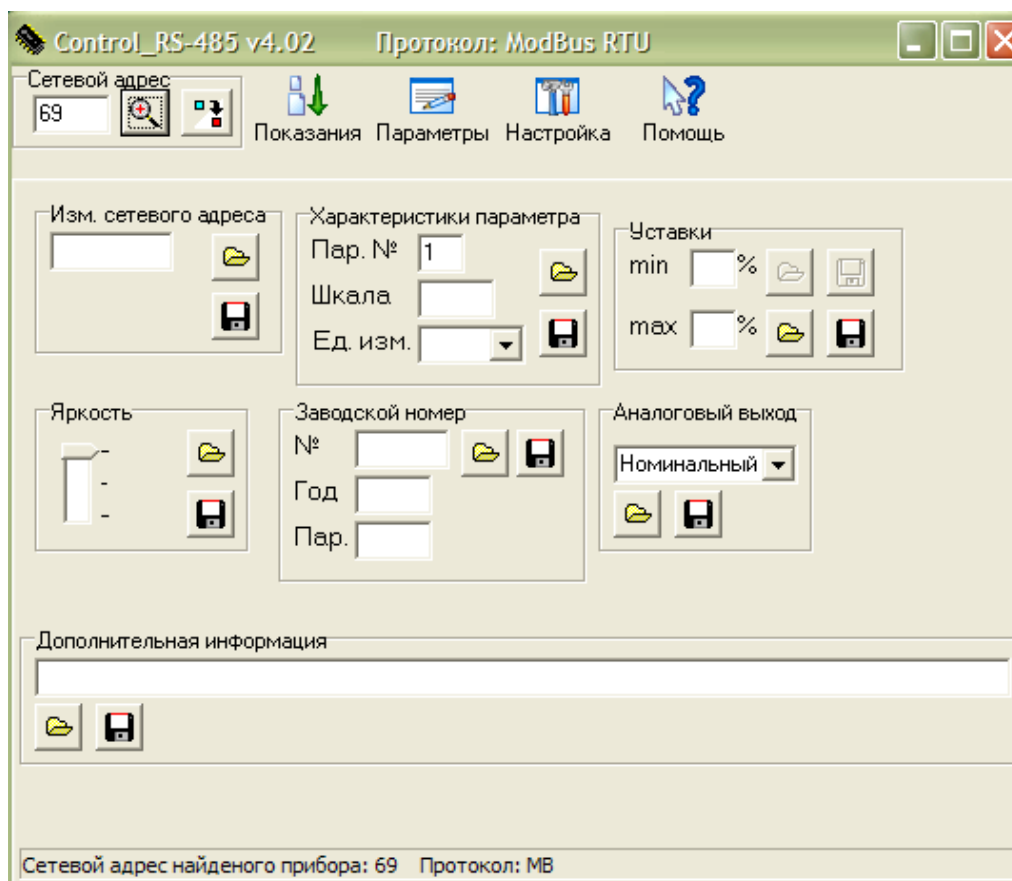 Control_RS-485 v4.02 Протокол: ModBus RTU
Сетевой адрес
69
Показания Параметры Настройка Помощь
Изм. сетевого адреса
Характеристики параметра
Пар. № 1
Шкала
Ед. изм.
Уставки
min %
max %
Яркость
Заводской номер
№
Год
Пар.
Аналоговый выход
Номинальный
Дополнительная информация
Сетевой адрес найденого прибора: 69 Протокол: MB